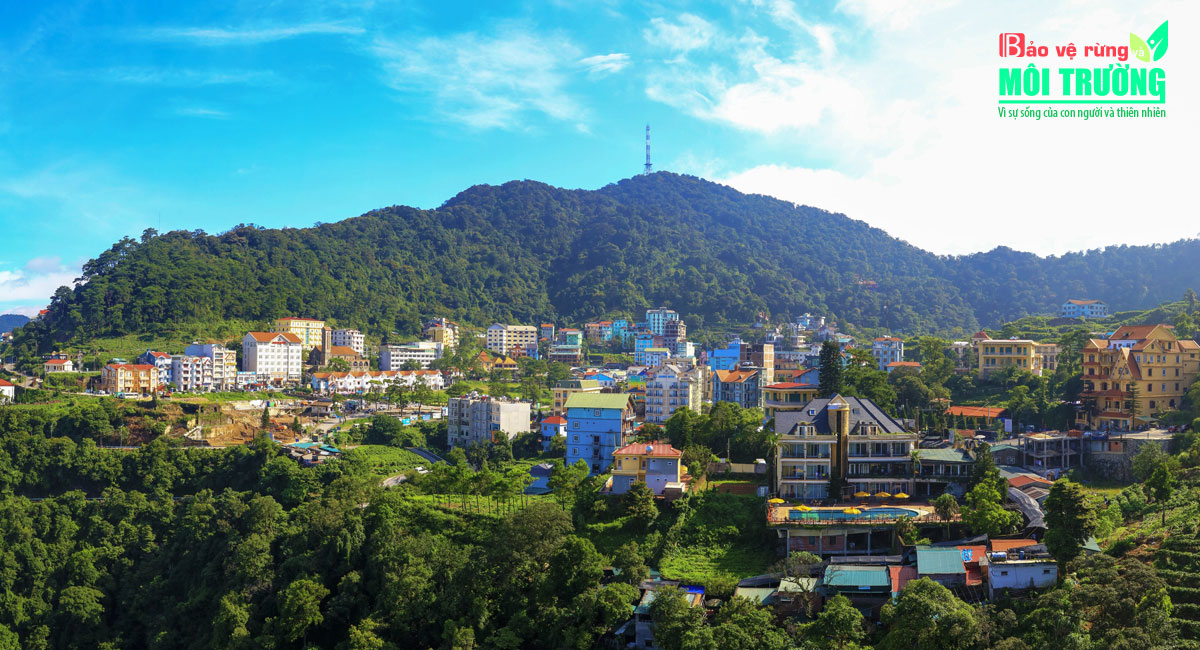 Bảo vệ rừng và
MÔI TRƯỜNG
Vì sự sống của con người và thiên nhiên